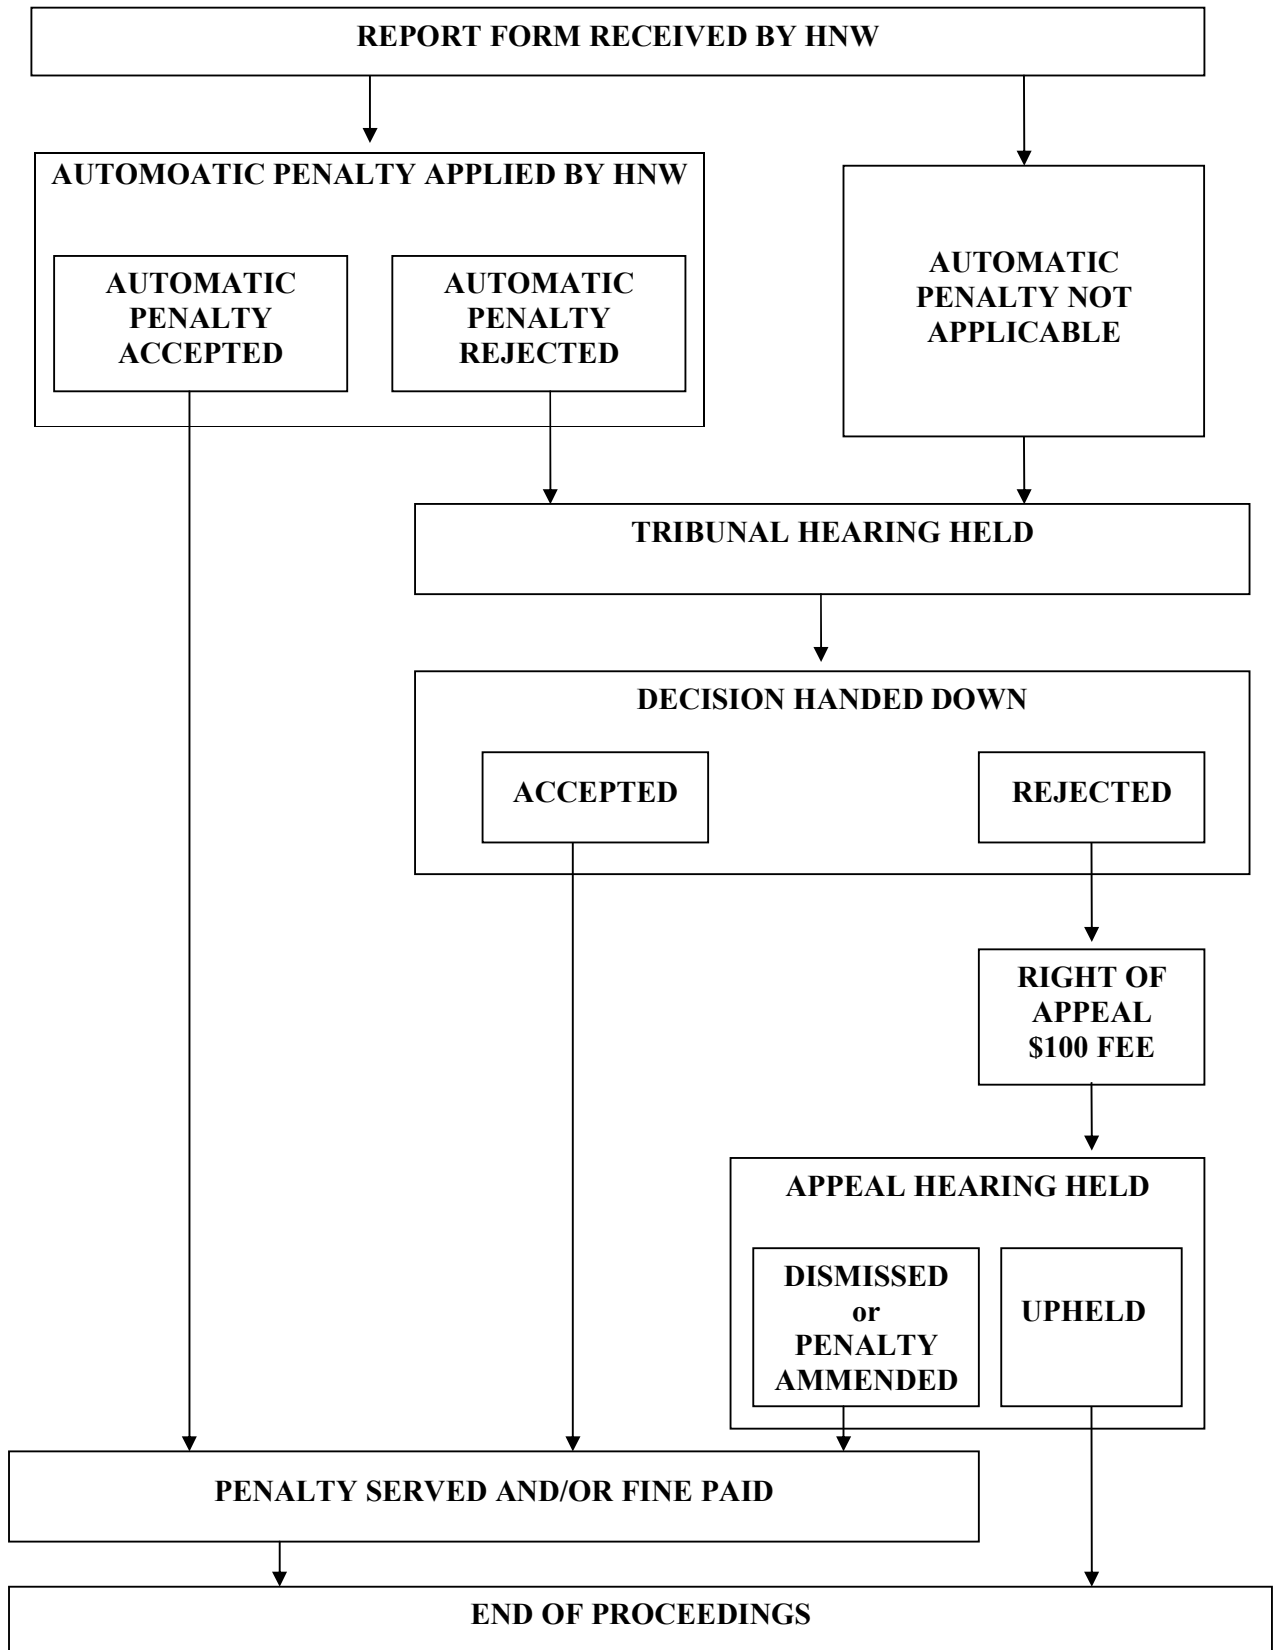 REPORT FORM RECEIVED BY HNW
AUTOMOATIC PENALTY APPLIED BY HNW
AUTOMATIC
PENALTY
ACCEPTED
AUTOMATIC
PENALTY
REJECTED
AUTOMATIC
PENALTY NOT
APPLICABLE
TRIBUNAL HEARING HELD
DECISION HANDED DOWN
ACCEPTED
REJECTED
RIGHT OF
APPEAL
$100 FEE
APPEAL HEARING HELD
DISMISSED
or
PENALTY
AMMENDED
UPHELD
PENALTY SERVED AND/OR FINE PAID
END OF PROCEEDINGS